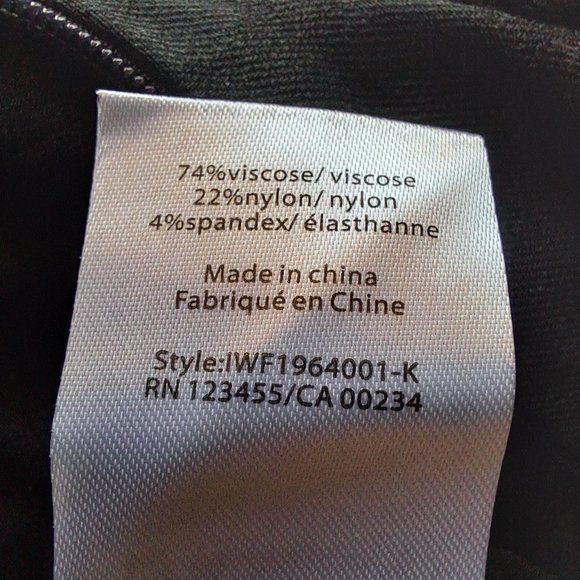 74%viscose/ viscose
22%nylon/ nylon
4%spandex/ élasthanne
Made in china
Fabriqué en Chine
Style:IWF1964001-K
RN 123455/CA 00234